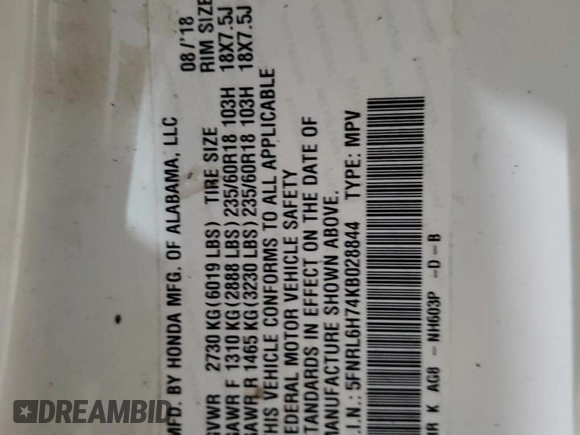 MFD. BY HONDA MFG. OF ALABAMA, LLC 08/'18
GVWR 2730 KG (6019 LBS) TIRE SIZE RIM SIZE
GAWR F 1310 KG (2888 LBS) 235/60R18 103H 18X7.5J
GAWR R 1465 KG (3230 LBS) 235/60R18 103H 18X7.5J
THIS VEHICLE CONFORMS TO ALL APPLICABLE
FEDERAL MOTOR VEHICLE SAFETY
STANDARDS IN EFFECT ON THE DATE OF
MANUFACTURE SHOWN ABOVE.
.I.N.: 5FNRL6H74KB028844 TYPE: MPV
K AG8 - NH603P -D - B
DREAMBID